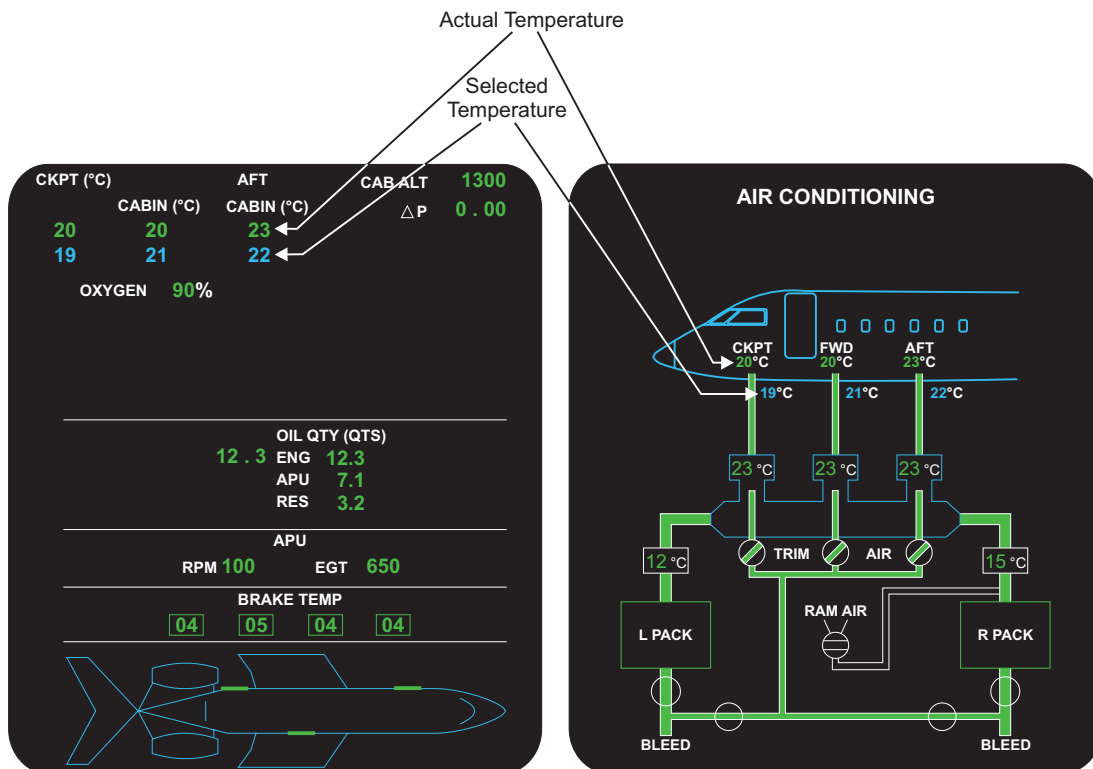 Actual Temperature
Selected
Temperature
CKPT (°C) AFT CAB ALT 1300
CABIN (°C) CABIN (°C) △ P 0 . 00
20 20 23
19 21 22
OXYGEN 90%
OIL QTY (QTS)
12 . 3 ENG 12.3
APU 7.1
RES 3.2
APU
RPM 100 EGT 650
BRAKE TEMP
04 05 04 04
AIR CONDITIONING
CKPT FWD AFT
20°C 20°C 23°C
19°C 21°C 22°C
23 °C 23 °C 23 °C
TRIM AIR
12 °C 15 °C
RAM AIR
L PACK R PACK
BLEED BLEED